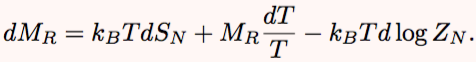 dM_R = k_B T dS_N + M_R \frac{dT}{T} − k_B T d log Z_N.